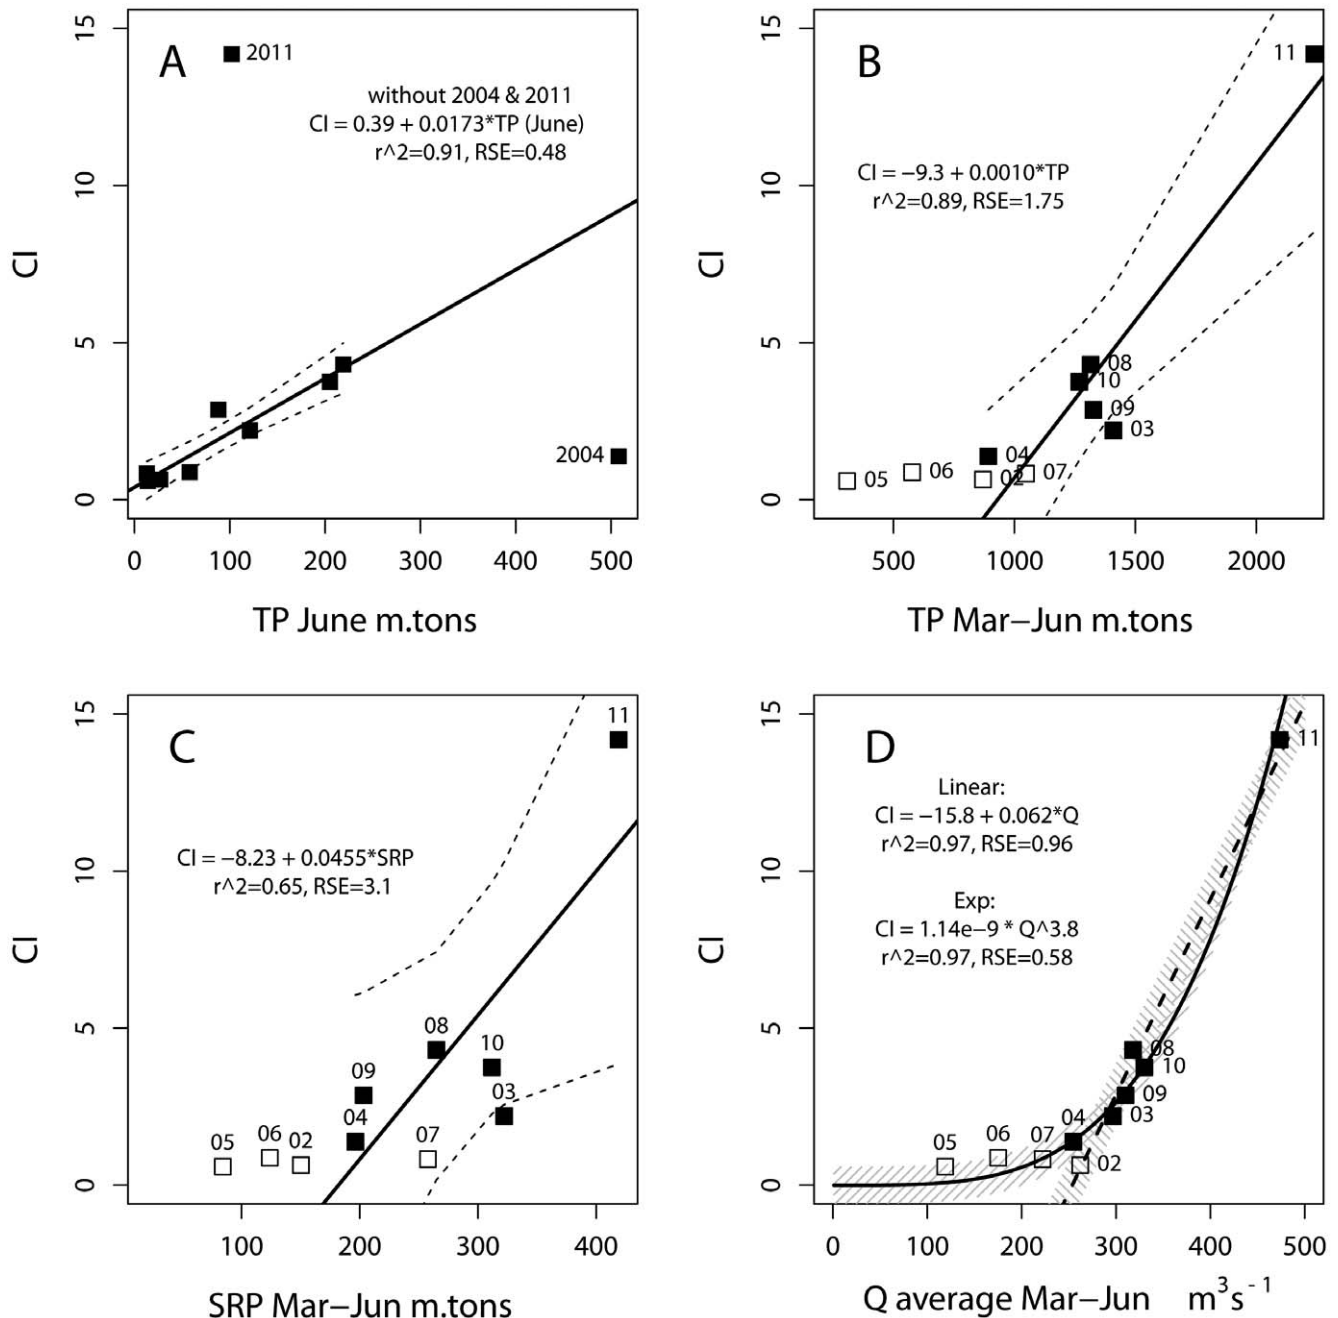 A
2011
without 2004 & 2011
CI = 0.39 + 0.0173*TP (June)
r^2=0.91, RSE=0.48
2004
CI
0
5
10
15
0 100 200 300 400 500
TP June m.tons
B
11
CI = −9.3 + 0.0010*TP
r^2=0.89, RSE=1.75
08
10
09
03
04
05
06
02
07
CI
0
5
10
15
500 1000 1500 2000
TP Mar−Jun m.tons
C
11
CI = −8.23 + 0.0455*SRP
r^2=0.65, RSE=3.1
08
10
09
03
04
05
06
02
07
CI
0
5
10
15
100 200 300 400
SRP Mar−Jun m.tons
D
11
Linear:
CI = −15.8 + 0.062*Q
r^2=0.97, RSE=0.96
Exp:
CI = 1.14e−9 * Q^3.8
r^2=0.97, RSE=0.58
08
10
09
03
04
05
06
07
02
CI
0
5
10
15
0 100 200 300 400 500
Q average Mar−Jun m³s⁻¹